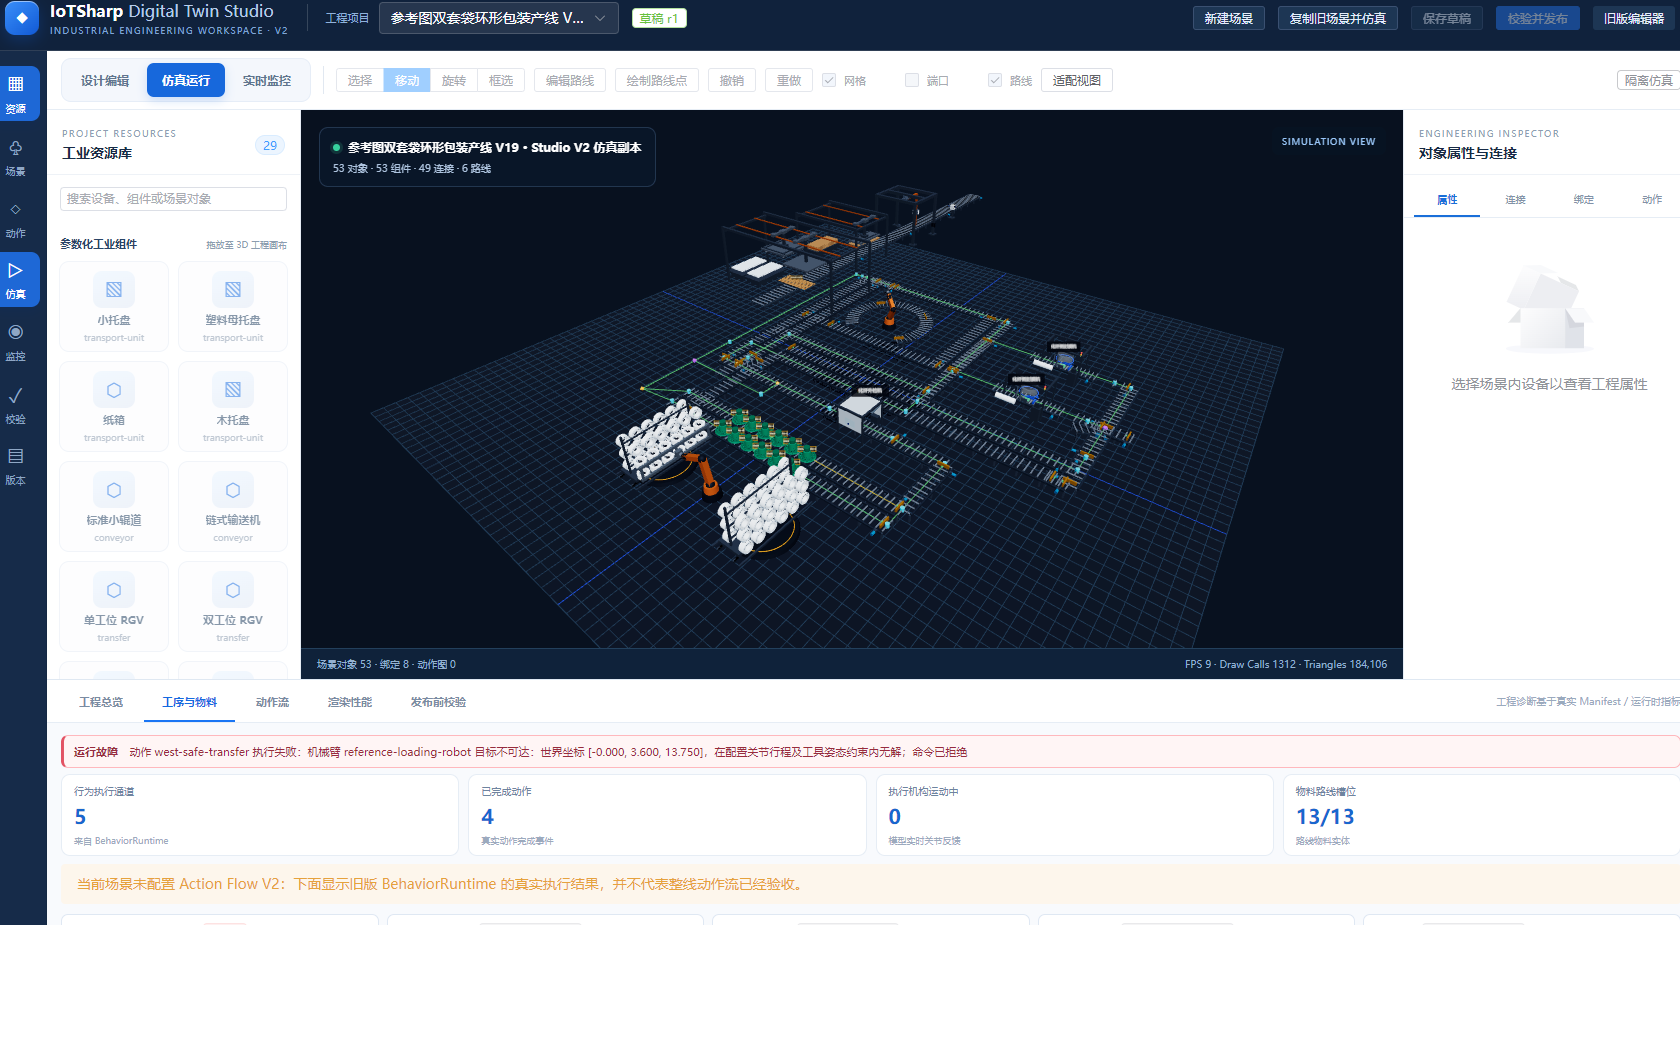 IoTSharp Digital Twin Studio
INDUSTRIAL ENGINEERING WORKSPACE · V2
工程项目
参考图双套袋环形包装产线 V...
草稿 r1
新建场景
复制旧场景并仿真
保存草稿
校验并发布
旧版编辑器
资源
场景
动作
仿真
监控
校验
版本
设计编辑
仿真运行
实时监控
选择
移动
旋转
框选
编辑路线
绘制路线点
撤销
重做
网格
端口
路线
适配视图
隔离仿真
PROJECT RESOURCES
工业资源库
29
搜索设备、组件或场景对象
参数化工业组件
拖放至 3D 工程画布
小托盘
transport-unit
塑料母托盘
transport-unit
纸箱
transport-unit
木托盘
transport-unit
标准小辊道
conveyor
链式输送机
conveyor
单工位 RGV
transfer
双工位 RGV
transfer
参考图双套袋环形包装产线 V19 · Studio V2 仿真副本
53 对象 · 53 组件 · 49 连接 · 6 路线
SIMULATION VIEW
场景对象 53 · 绑定 8 · 动作图 0
FPS 9 · Draw Calls 1312 · Triangles 184,106
ENGINEERING INSPECTOR
对象属性与连接
属性
连接
绑定
动作
选择场景内设备以查看工程属性
工程总览
工序与物料
动作流
渲染性能
发布前校验
工程诊断基于真实 Manifest / 运行时指标
运行故障 动作 west-safe-transfer 执行失败：机械臂 reference-loading-robot 目标不可达：世界坐标 [-0.000, 3.600, 13.750]，在配置关节行程及工具姿态约束内无解；命令已拒绝
行为执行通道
5
来自 BehaviorRuntime
已完成动作
4
真实动作完成事件
执行机构运动中
0
模型实时关节反馈
物料路线槽位
13/13
路线物料实体
当前场景未配置 Action Flow V2：下面显示旧版 BehaviorRuntime 的真实执行结果，并不代表整线动作流已经验收。